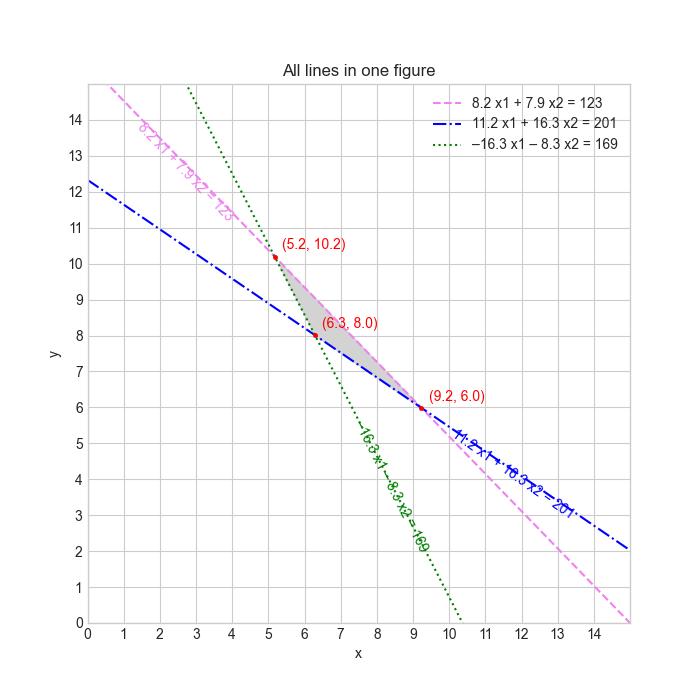 All lines in one figure
8.2 x1 + 7.9 x2 = 123
11.2 x1 + 16.3 x2 = 201
–16.3 x1 – 8.3 x2 = 169
14
13
12
11
10
9
8
7
6
5
4
3
2
1
0
y
8.2 x1 + 7.9 x2 = 123
(5.2, 10.2)
(6.3, 8.0)
(9.2, 6.0)
11.2 x1 + 16.3 x2 = 201
–16.3 x1 – 8.3 x2 = 169
0 1 2 3 4 5 6 7 8 9 10 11 12 13 14
x